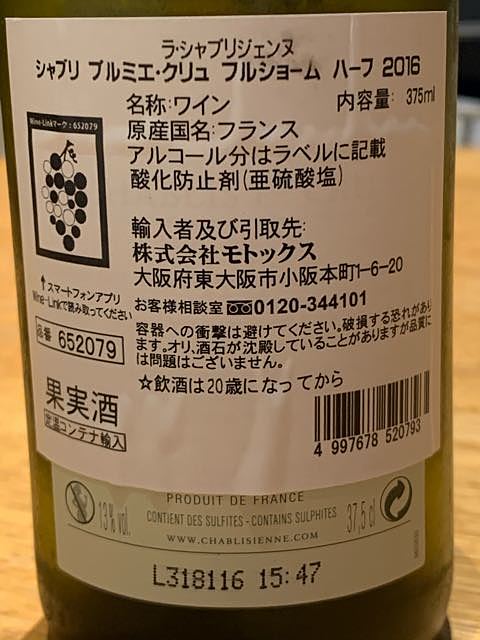 ラ・シャブリジェンヌ
シャブリ プルミエ・クリュ フルショーム ハーフ 2016
名称:ワイン 内容量: 375ml
Wine-Linkマーク:652079
原産国名:フランス
アルコール分はラベルに記載
酸化防止剤(亜硫酸塩)
輸入者及び引取先:
株式会社モトックス
大阪府東大阪市小阪本町1-6-20
↑スマートフォンアプリ
Wine-Linkで読み取ってください
お客様相談室 0120-344101
品番 652079
容器への衝撃は避けてください。破損する恐れがあり
ます。オリ、酒石が沈殿していることがありますが品質に
は問題はございません。
☆飲酒は20歳になってから
果実酒
定温コンテナ輸入
4 997678 520793
PRODUIT DE FRANCE
13% vol.
CONTIENT DES SULFITES - CONTAINS SULPHITES
37,5 cl
WWW.CHABLISIENNE.COM
L318116 15:47